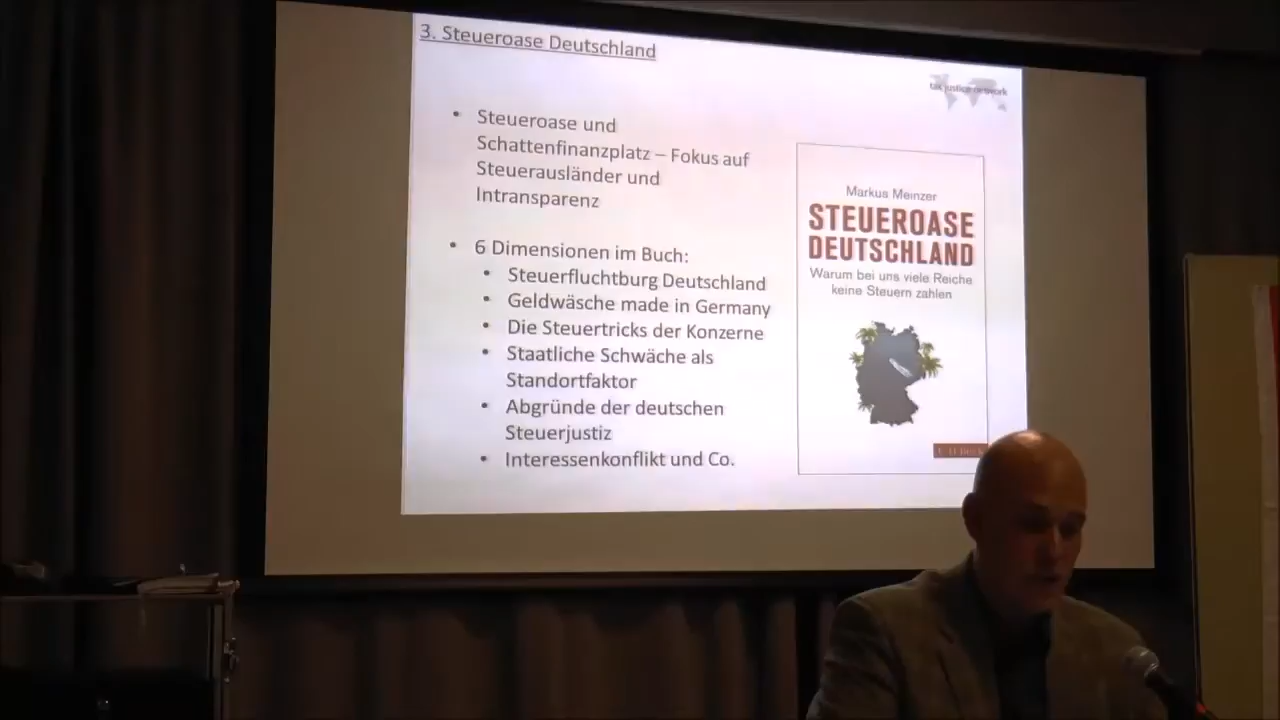 3. Steueroase Deutschland
tax justice network
• Steueroase und
Schattenfinanzplatz – Fokus auf
Steuerausländer und
Intransparenz
• 6 Dimensionen im Buch:
• Steuerfluchtburg Deutschland
• Geldwäsche made in Germany
• Die Steuertricks der Konzerne
• Staatliche Schwäche als
Standortfaktor
• Abgründe der deutschen
Steuerjustiz
• Interessenkonflikt und Co.
Markus Meinzer
STEUEROASE
DEUTSCHLAND
Warum bei uns viele Reiche
keine Steuern zahlen